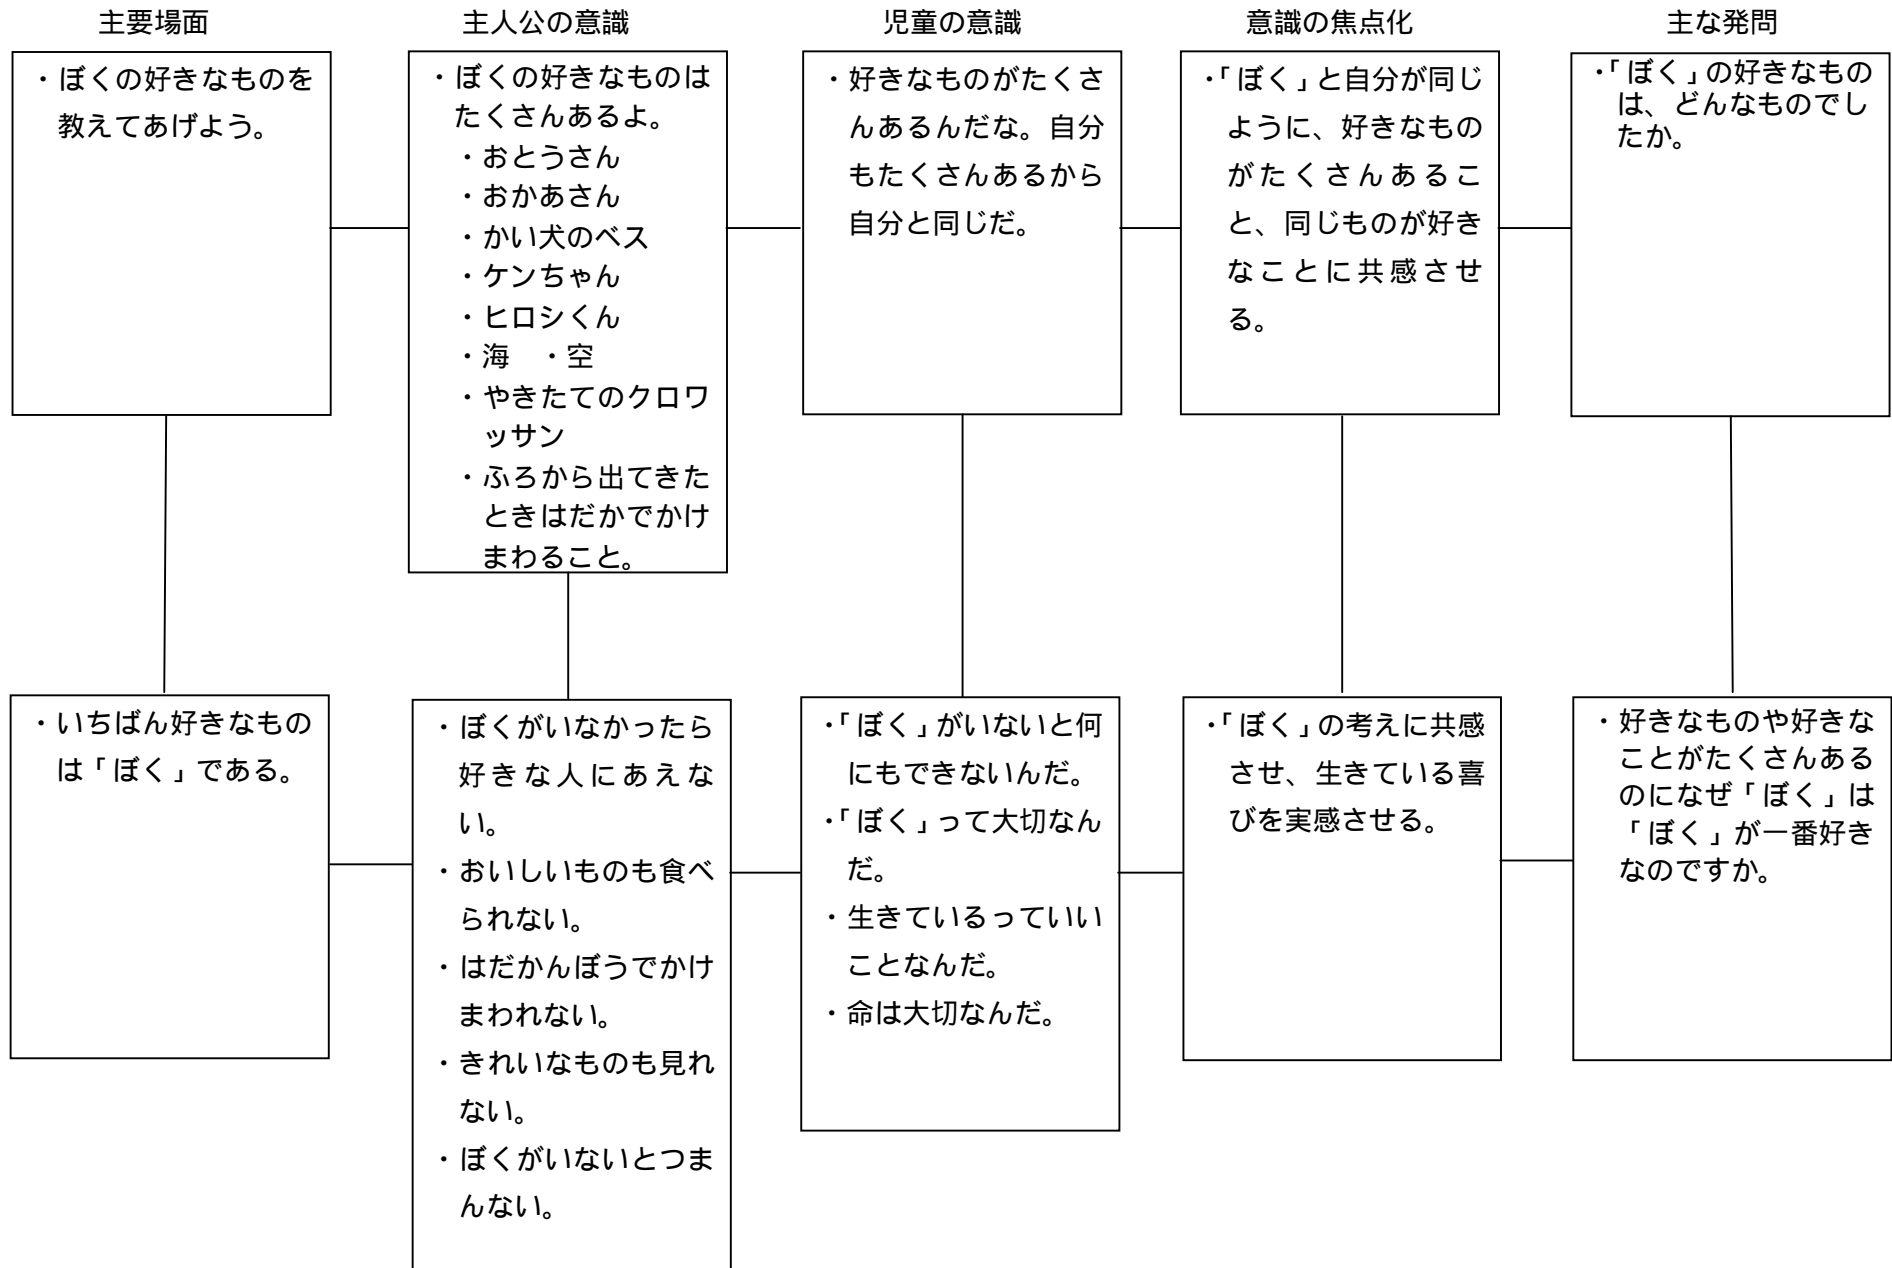 主要場面
主人公の意識
児童の意識
意識の焦点化
主な発問
・ぼくの好きなものを
教えてあげよう。
・ぼくの好きなものは
たくさんあるよ。
・おとうさん
・おかあさん
・かい犬のベス
・ケンちゃん
・ヒロシくん
・海　・空
・やきたてのクロワ
ッサン
・ふろから出てきた
ときはだかでかけ
まわること。
・好きなものがたくさ
んあるんだな。自分
もたくさんあるから
自分と同じだ。
・「ぼく」と自分が同じ
ように、好きなもの
がたくさんあるこ
と、同じものが好き
なことに共感させ
る。
・「ぼく」の好きなもの
は、どんなものでし
たか。
・いちばん好きなもの
は「ぼく」である。
・ぼくがいなかったら
好きな人にあえな
い。
・おいしいものも食べ
られない。
・はだかんぼうでかけ
まわれない。
・きれいなものも見れ
ない。
・ぼくがいないとつま
んない。
・「ぼく」がいないと何
にもできないんだ。
・「ぼく」って大切なん
だ。
・生きているっていい
ことなんだ。
・命は大切なんだ。
・「ぼく」の考えに共感
させ、生きている喜
びを実感させる。
・好きなものや好きな
ことがたくさんある
のになぜ「ぼく」は
「ぼく」が一番好き
なのですか。